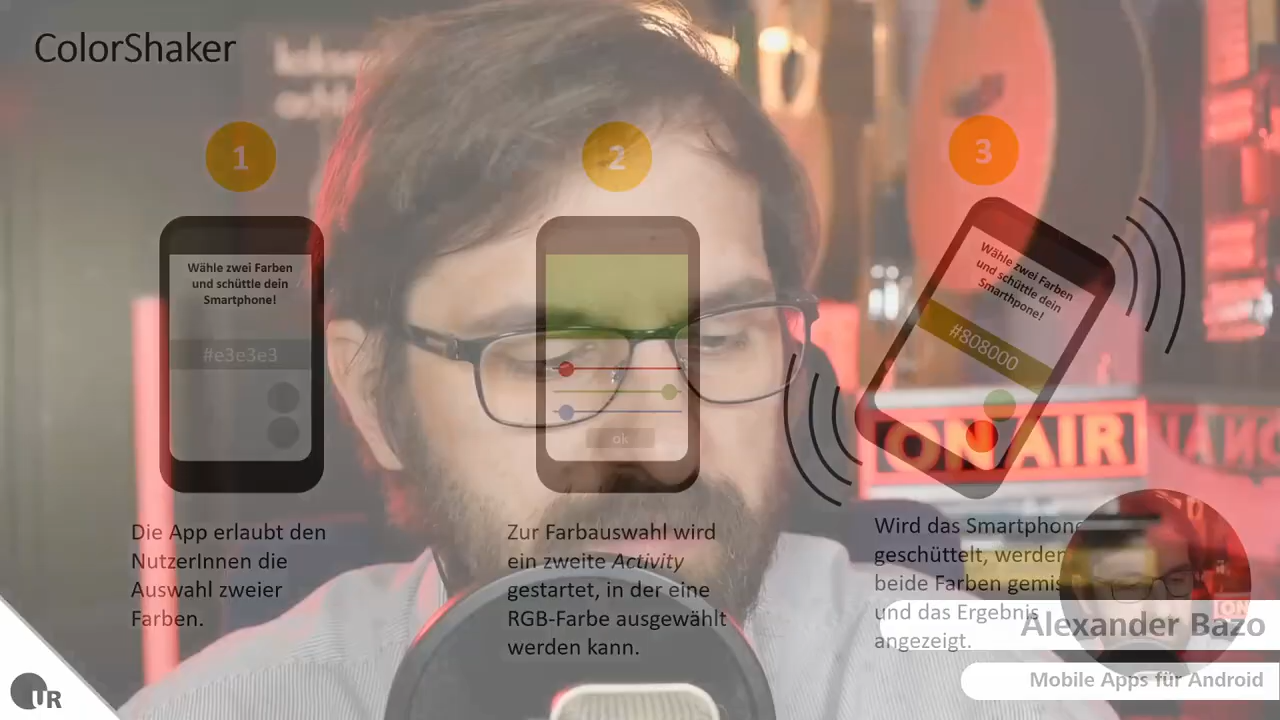 ColorShaker
1
2
3
Wähle zwei Farben
und schüttle dein
Smartphone!
#e3e3e3
ok
Wähle zwei Farben
und schüttle dein
Smarthpone!
#808000
ON AIR
Die App erlaubt den
NutzerInnen die
Auswahl zweier
Farben.
Zur Farbauswahl wird
ein zweite Activity
gestartet, in der eine
RGB-Farbe ausgewählt
werden kann.
Wird das Smartphone
geschüttelt, werden
beide Farben gemis
und das Ergebnis
angezeigt.
ON
Alexander Bazo
Mobile Apps für Android
UR